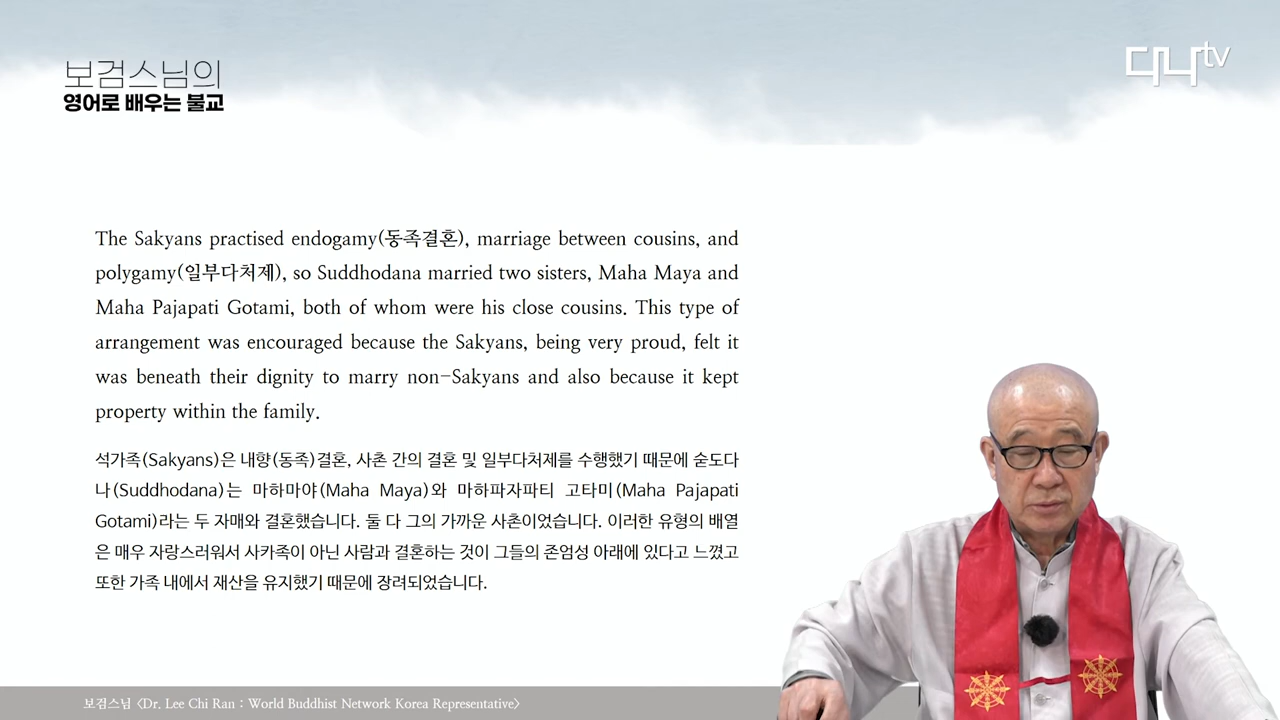 보검스님의
영어로 배우는 불교
다나tv
The Sakyans practised endogamy(동족결혼), marriage between cousins, and
polygamy(일부다처제), so Suddhodana married two sisters, Maha Maya and
Maha Pajapati Gotami, both of whom were his close cousins. This type of
arrangement was encouraged because the Sakyans, being very proud, felt it
was beneath their dignity to marry non-Sakyans and also because it kept
property within the family.
석가족(Sakyans)은 내향(동족)결혼, 사촌 간의 결혼 및 일부다처제를 수행했기 때문에 숟도다
나(Suddhodana)는 마하마야(Maha Maya)와 마하파자파티 고타미(Maha Pajapati
Gotami)라는 두 자매와 결혼했습니다. 둘 다 그의 가까운 사촌이었습니다. 이러한 유형의 배열
은 매우 자랑스러워서 사카족이 아닌 사람과 결혼하는 것이 그들의 존엄성 아래에 있다고 느꼈고
또한 가족 내에서 재산을 유지했기 때문에 장려되었습니다.
보검스님 <Dr. Lee Chi Ran : World Buddhist Network Korea Representative>